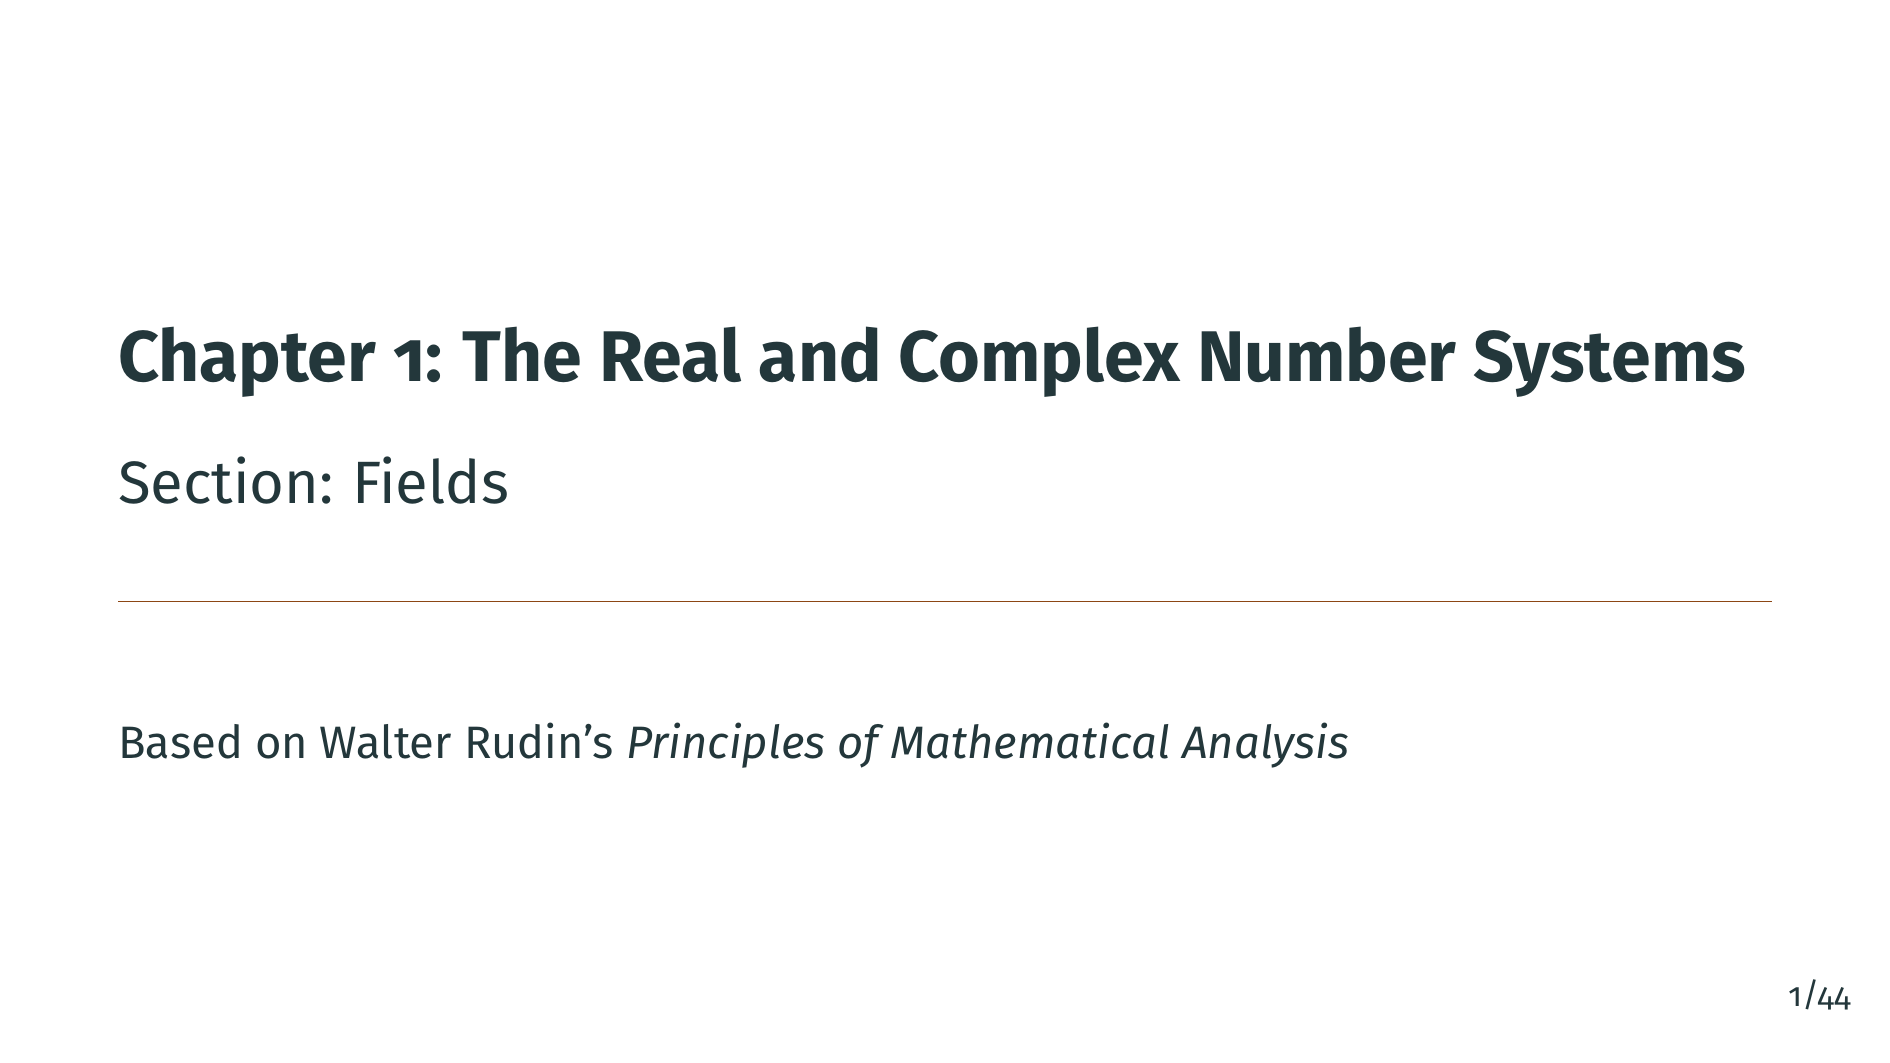 Chapter 1: The Real and Complex Number Systems
Section: Fields
Based on Walter Rudin’s Principles of Mathematical Analysis
1/44